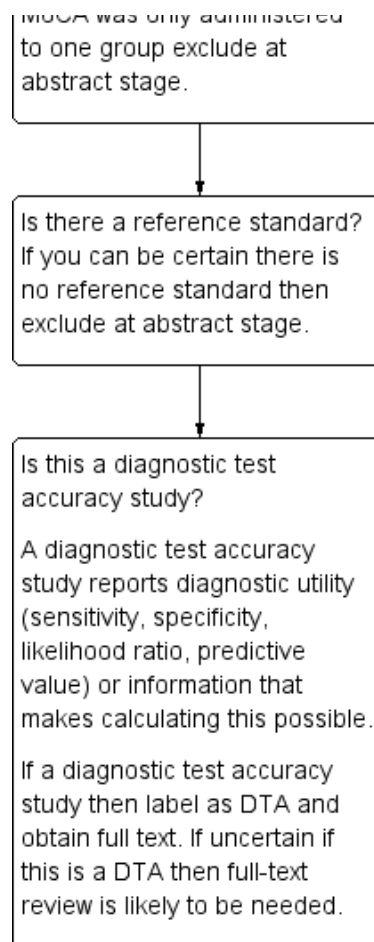 MoCA was only administered
to one group exclude at
abstract stage.
Is there a reference standard?
If you can be certain there is
no reference standard then
exclude at abstract stage.
Is this a diagnostic test
accuracy study?
A diagnostic test accuracy
study reports diagnostic utility
(sensitivity, specificity,
likelihood ratio, predictive
value) or information that
makes calculating this possible.
If a diagnostic test accuracy
study then label as DTA and
obtain full text. If uncertain if
this is a DTA then full-text
review is likely to be needed.